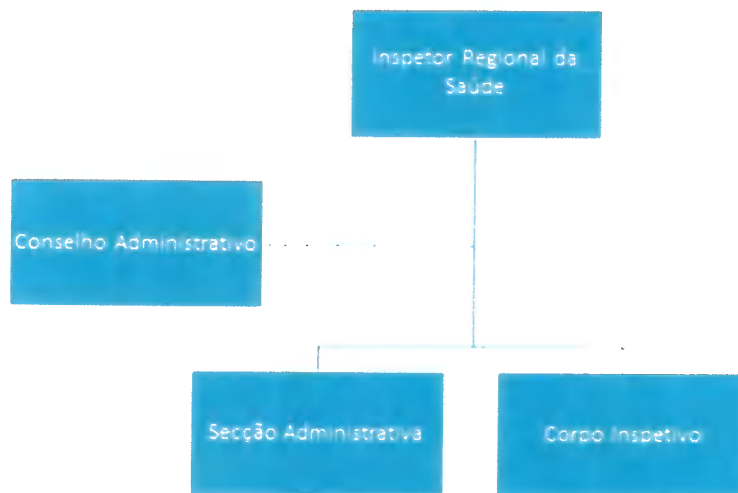 Inspetor Regional da
Saúde
Conselho Administrativo
Secção Administrativa
Corpo Inspetivo